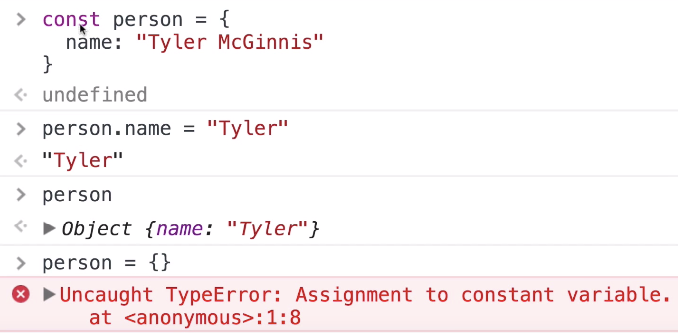 const person = {
name: "Tyler McGinnis"
}
undefined
person.name = "Tyler"
"Tyler"
person
Object {name: "Tyler"}
person = {}
Uncaught TypeError: Assignment to constant variable.
at <anonymous>:1:8